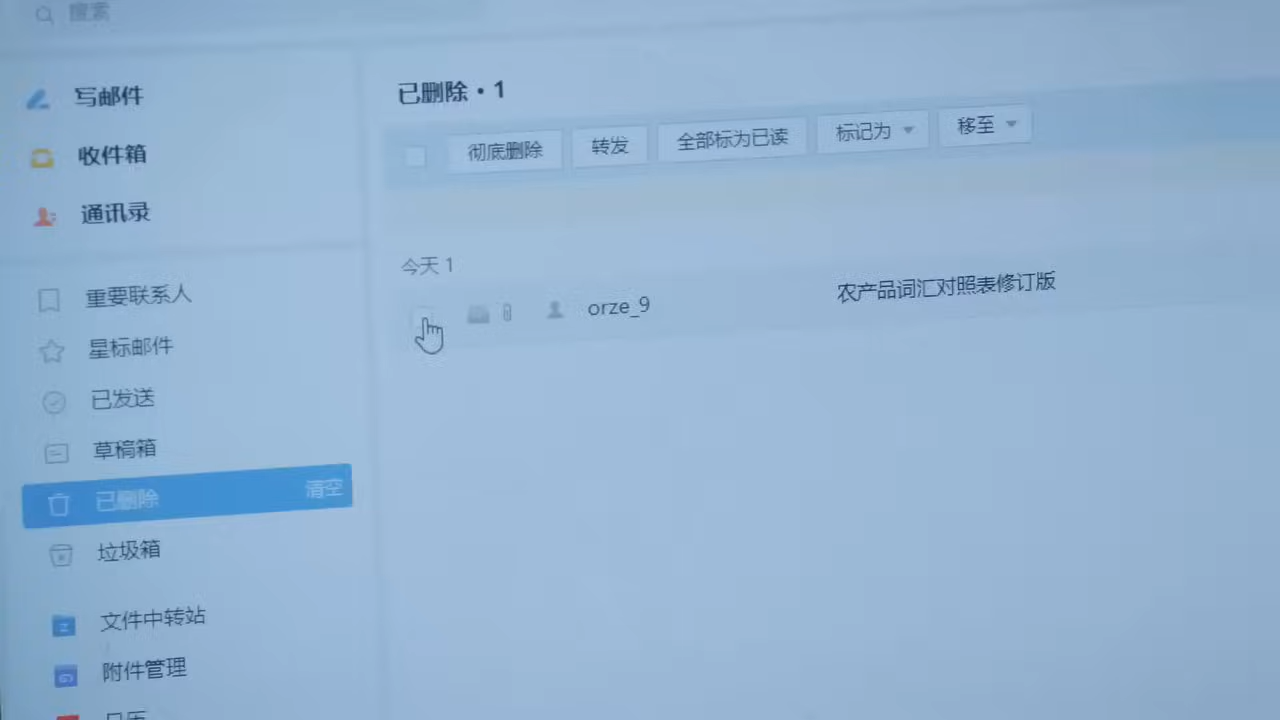 搜索
写邮件
收件箱
通讯录
重要联系人
星标邮件
已发送
草稿箱
已删除 清空
垃圾箱
文件中转站
附件管理
日历
已删除·1
彻底删除 转发 全部标为已读 标记为 移至
今天 1
orze_9 农产品词汇对照表修订版